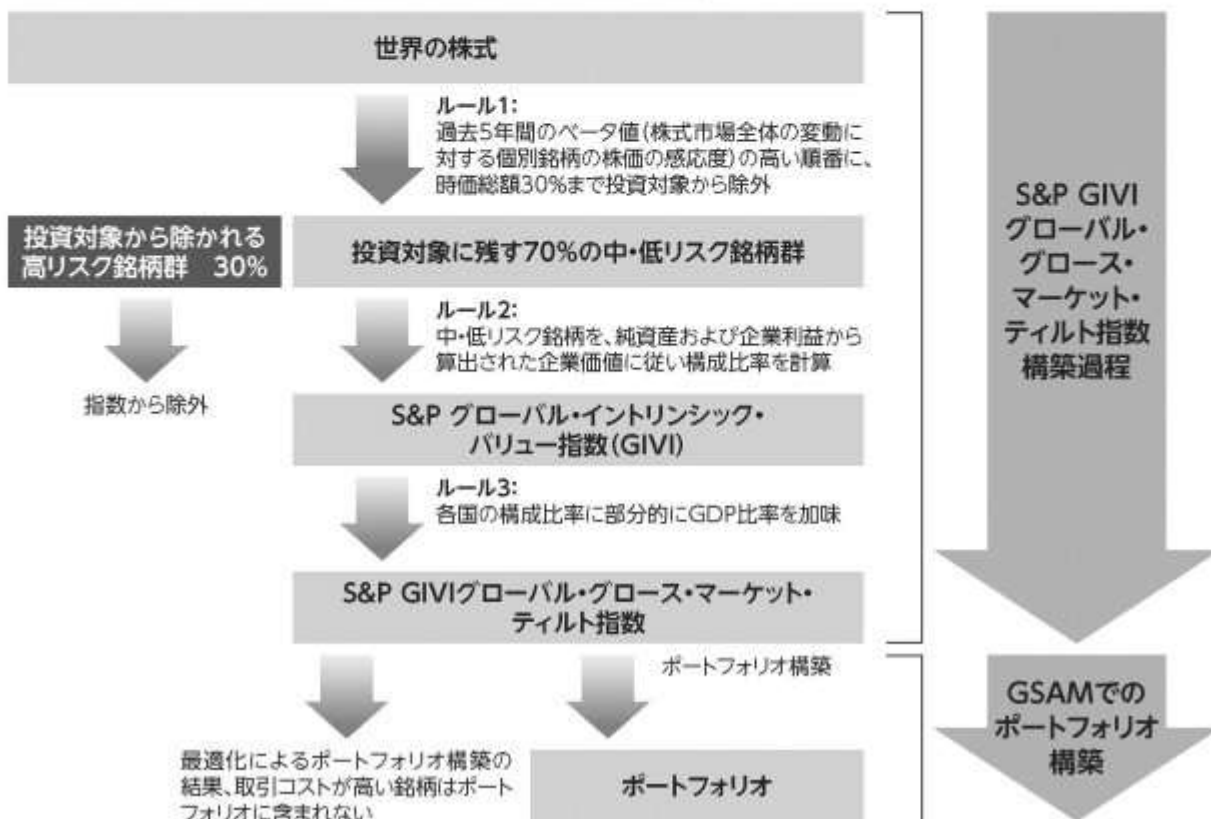 世界の株式
ルール1:
過去5年間のベータ値(株式市場全体の変動に
対する個別銘柄の株価の感応度)の高い順番に、
時価総額30%まで投資対象から除外
投資対象から除かれる
高リスク銘柄群 30%
投資対象に残す70%の中・低リスク銘柄群
ルール2:
中・低リスク銘柄を、純資産および企業利益から
算出された企業価値に従い構成比率を計算
指数から除外
S&P グローバル・イントリンシック・
バリュー指数(GIVI)
ルール3:
各国の構成比率に部分的にGDP比率を加味
S&P GIVIグローバル・グロース・マーケット・
ティルト指数
ポートフォリオ構築
最適化によるポートフォリオ構築の
結果、取引コストが高い銘柄はポート
フォリオに含まれない
ポートフォリオ
S&P GIVI
グローバル・
グロース・
マーケット・
ティルト指数
構築過程
GSAMでの
ポートフォリオ
構築